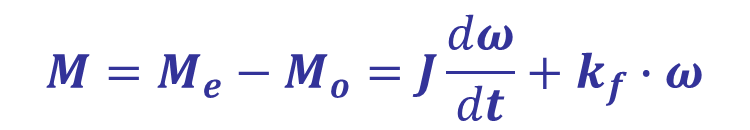 M = M_e − M_o = J dω/dt + k_f · ω